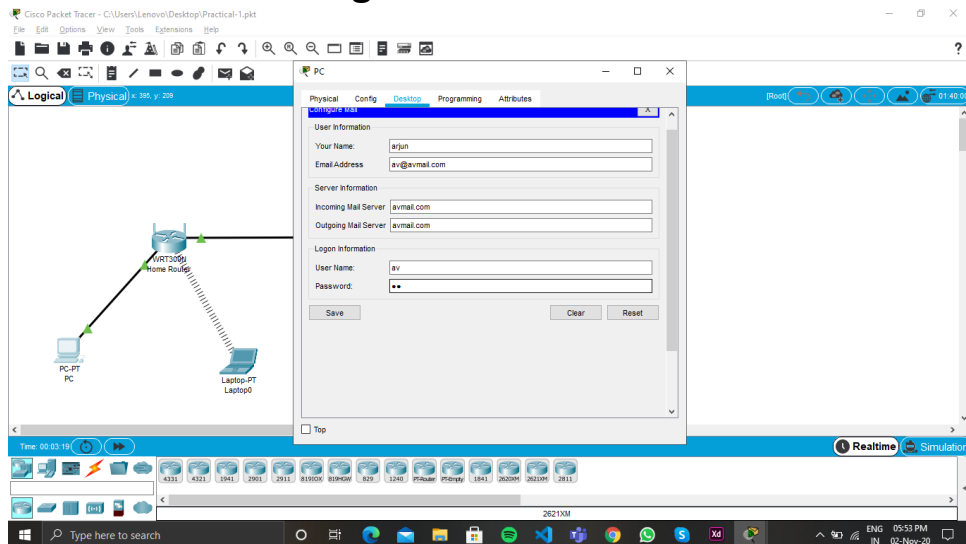 Cisco Packet Tracer - C:\Users\Lenovo\Desktop\Practical-1.pkt
File Edit Options View Tools Extensions Help
?
PC
Logical Physical x: 395, y: 209
[Root] 01:40:00
Physical Config Desktop Programming Attributes
Configure Mail X
User Information
Your Name: arjun
Email Address av@avmail.com
Server Information
Incoming Mail Server avmail.com
Outgoing Mail Server avmail.com
Logon Information
User Name: av
Password: ●●
Save Clear Reset
WRT300N
Home Router
PC-PT
PC
Laptop-PT
Laptop0
Top
Time: 00:03:19 Realtime Simulation
4331 4321 1941 2901 2911 819IOX 819HGW 829 1240 PT-Router PT-Empty 1841 2620XM 2621XM 2811
2621XM
Type here to search
Xd
ENG 05:53 PM
IN 02-Nov-20